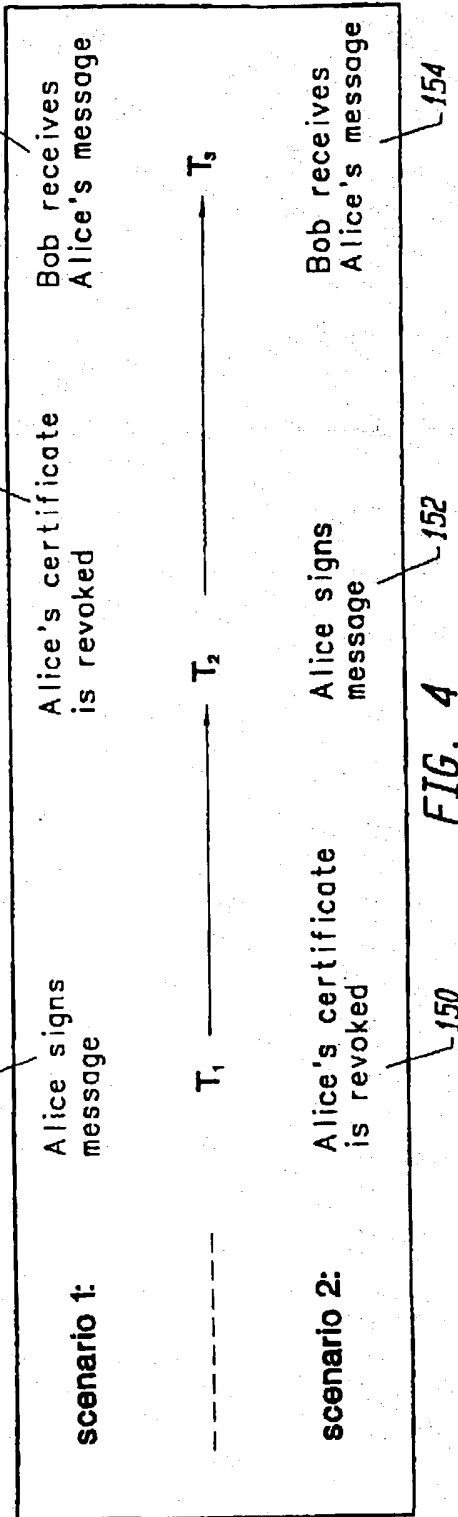 scenario 1:
Alice signs
message
Alice's certificate
is revoked
Bob receives
Alice's message
T₁
T₂
T₃
scenario 2:
Alice's certificate
is revoked
Alice signs
message
Bob receives
Alice's message
150
152
154
FIG. 4